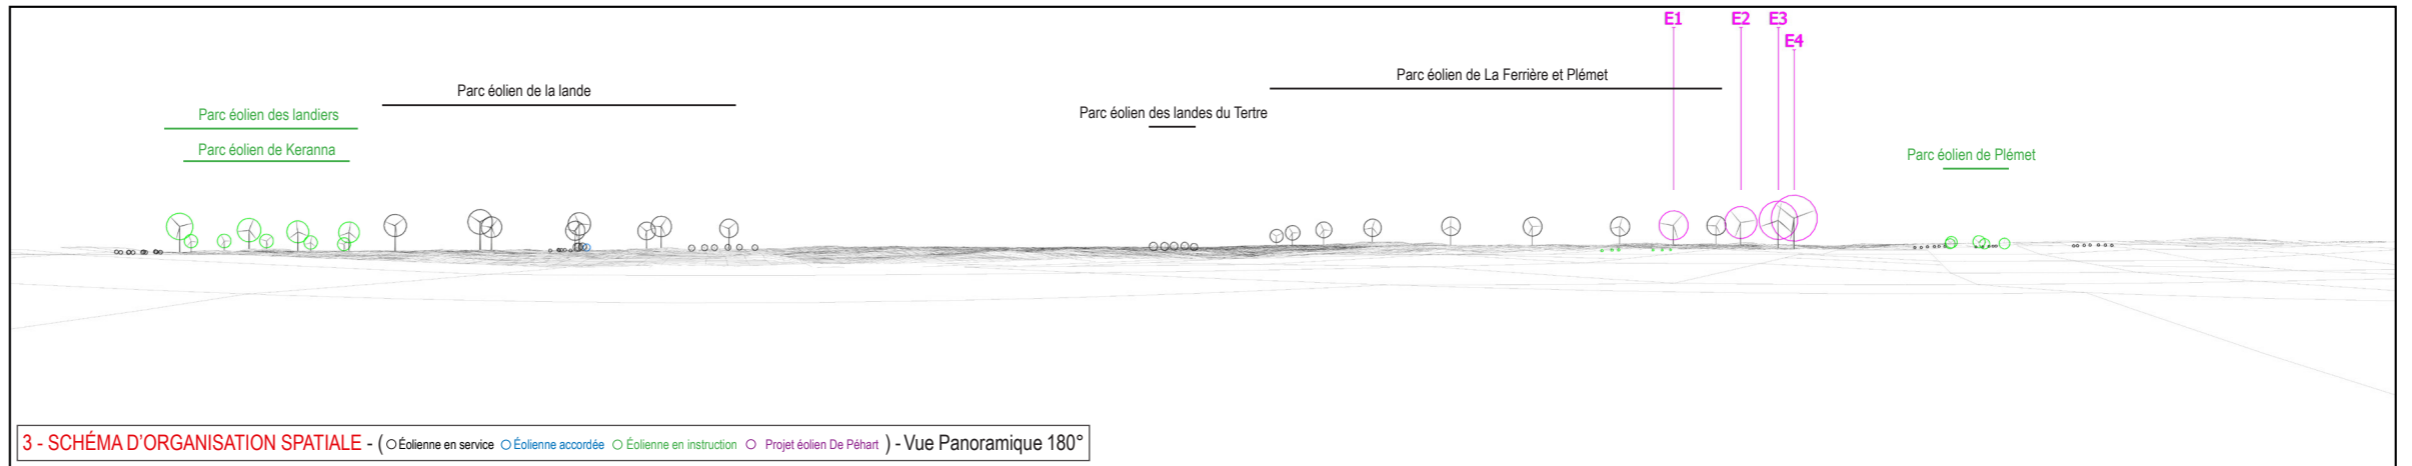 E1 E2 E3
E4
Parc éolien de La Ferrière et Plémet
Parc éolien de la lande
Parc éolien des landes du Tertre
Parc éolien des landiers
Parc éolien de Keranna
Parc éolien de Plémet
3 - SCHÉMA D'ORGANISATION SPATIALE - ( Éolienne en service Éolienne accordée Éolienne en instruction Projet éolien De Péhart ) - Vue Panoramique 180°